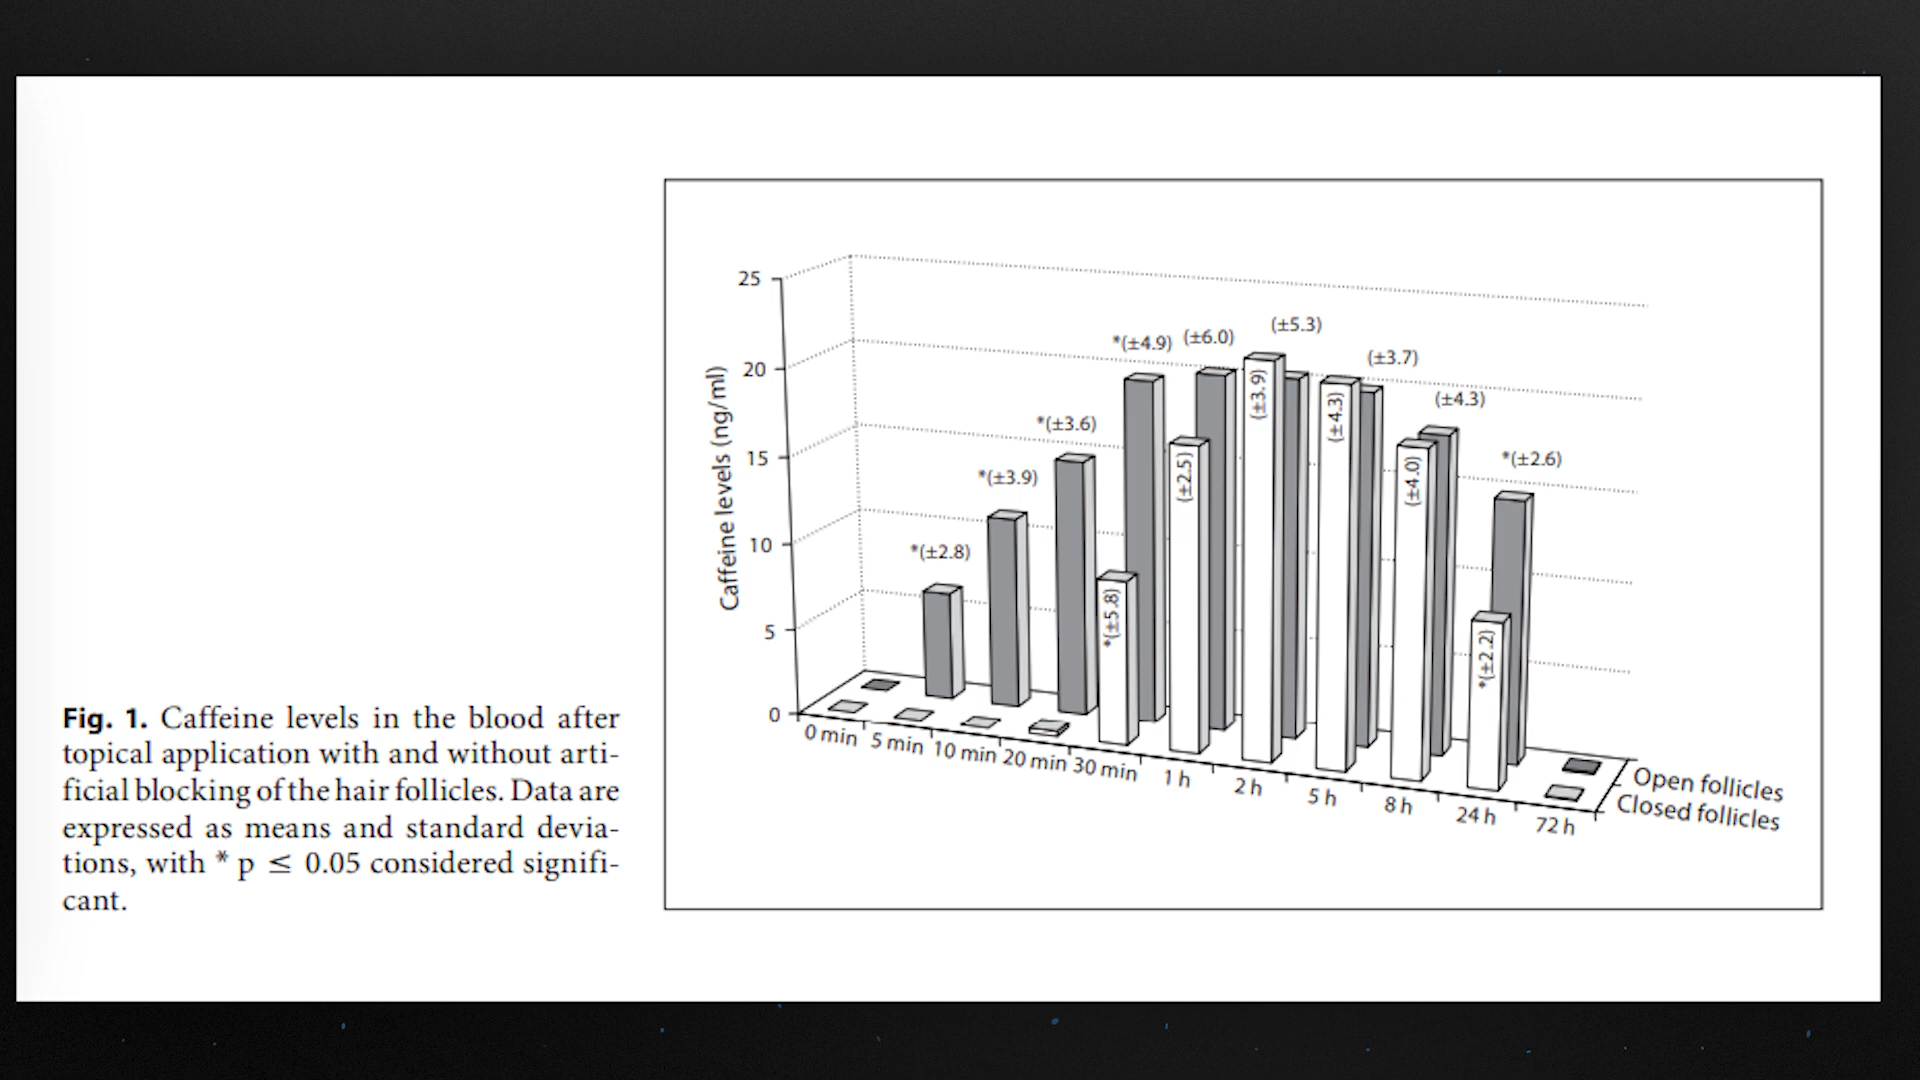 25
20
15
10
5
0
Caffeine levels (ng/ml)
*(±2.8)
*(±3.9)
*(±3.6)
*(±4.9)
(±6.0)
(±5.3)
(±3.7)
(±4.3)
*(±2.6)
*(±5.8)
(±2.5)
(±3.9)
(±4.3)
(±4.0)
*(±2.2)
0 min
5 min
10 min
20 min
30 min
1 h
2 h
5 h
8 h
24 h
72 h
Open follicles
Closed follicles
Fig. 1. Caffeine levels in the blood after
topical application with and without arti-
ficial blocking of the hair follicles. Data are
expressed as means and standard devia-
tions, with * p ≤ 0.05 considered signifi-
cant.